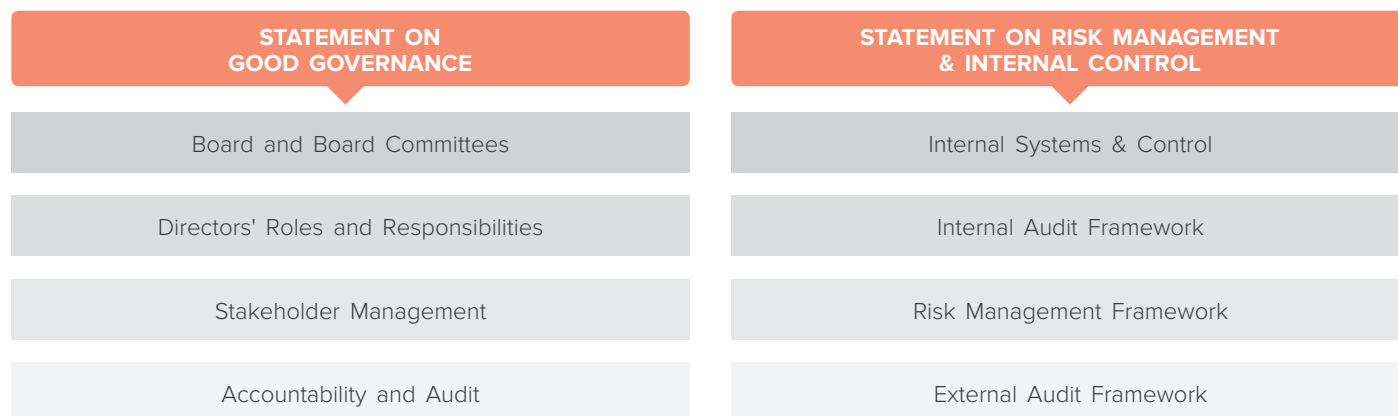 STATEMENT ON
GOOD GOVERNANCE
Board and Board Committees
Directors' Roles and Responsibilities
Stakeholder Management
Accountability and Audit
STATEMENT ON RISK MANAGEMENT
& INTERNAL CONTROL
Internal Systems & Control
Internal Audit Framework
Risk Management Framework
External Audit Framework